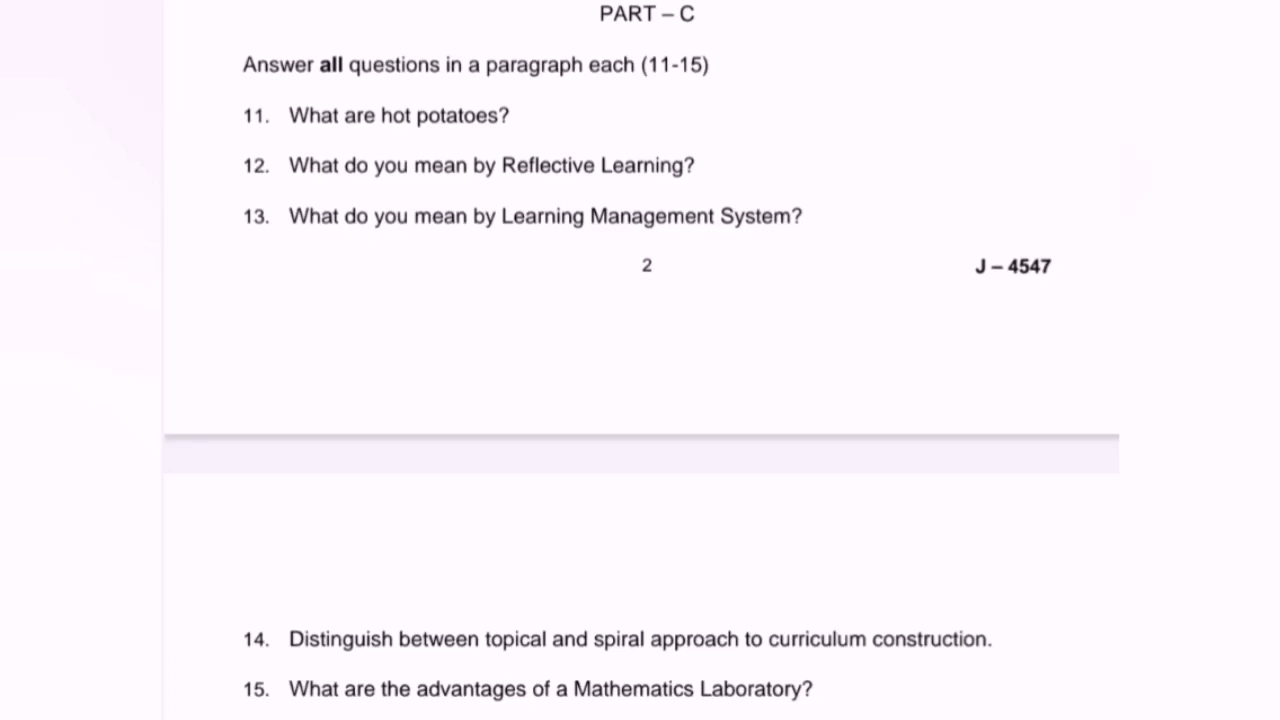 PART – C
Answer all questions in a paragraph each (11-15)
11. What are hot potatoes?
12. What do you mean by Reflective Learning?
13. What do you mean by Learning Management System?
2 J – 4547
14. Distinguish between topical and spiral approach to curriculum construction.
15. What are the advantages of a Mathematics Laboratory?